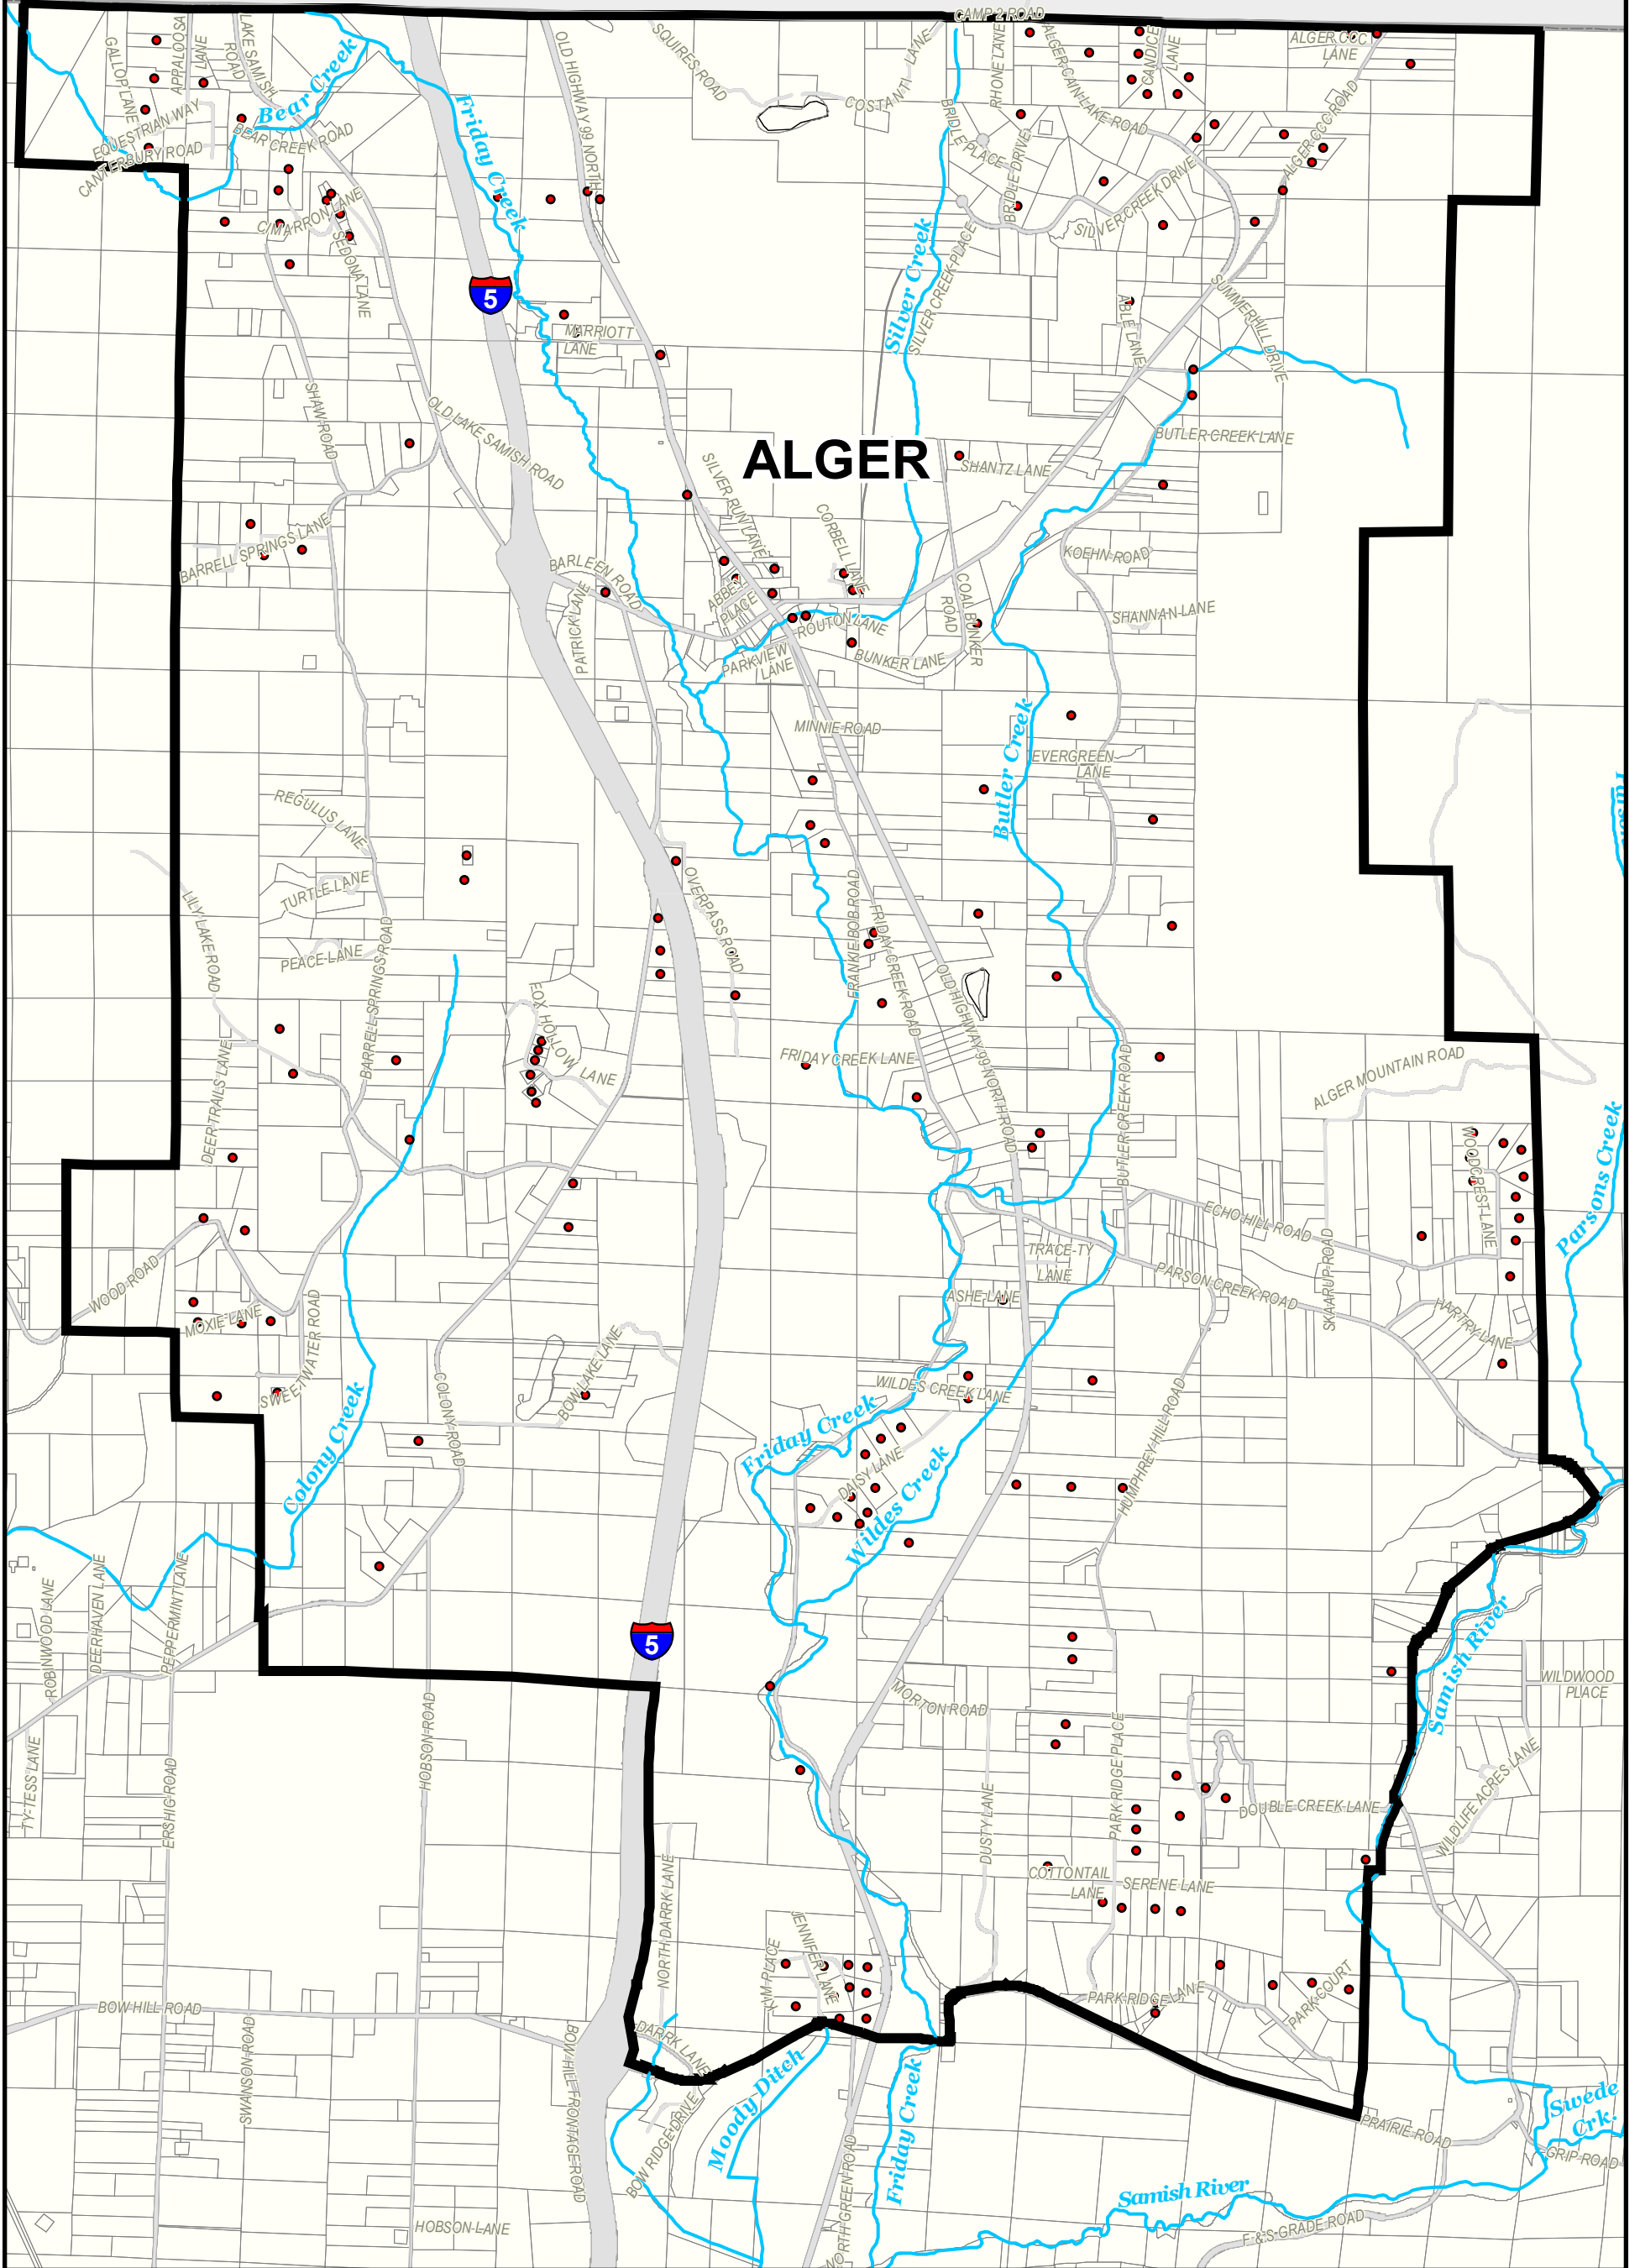 CAMP 2 ROAD
GALLOP LANE
APPALOOSA
LANE
LAKE SAMISH
ROAD
Bear Creek
EQUESTRIAN WAY
BEAR CREEK ROAD
CANTERBURY ROAD
Friday Creek
OLD HIGHWAY 99 NORTH
SQUIRES ROAD
COSTANTI LANE
RHONE LANE
ALGER CAIN LAKE ROAD
CANDICE
LANE
ALGER CCC
LANE
ALGER CCC ROAD
BRIDLE PLACE
BRIDLE DRIVE
SILVER CREEK DRIVE
CIMARRON LANE
SEDONA LANE
5
MARRIOTT
LANE
Silver Creek
SILVER CREEK PLACE
ABLE LANE
SUMMERHILL DRIVE
SHAW ROAD
OLD LAKE SAMISH ROAD
ALGER
SHANTZ LANE
BUTLER CREEK LANE
SILVER RUN LANE
CORBELL LANE
BARRELL SPRINGS LANE
BARLEEN ROAD
PATRICK LANE
ABBEY
PLACE
ROUTON LANE
PARKVIEW
LANE
BUNKER LANE
COAL BUNKER
ROAD
KOEHN ROAD
SHANNAN LANE
MINNIE ROAD
Butler Creek
EVERGREEN
LANE
REGULUS LANE
TURTLE LANE
LILY LAKE ROAD
PEACE LANE
BARRELL SPRINGS ROAD
OVERPASS ROAD
FRANKIE BOB ROAD
FRIDAY CREEK ROAD
OLD HIGHWAY 99 NORTH ROAD
FOX HOLLOW LANE
FRIDAY CREEK LANE
DEER TRAILS LANE
BUTLER CREEK ROAD
ALGER MOUNTAIN ROAD
WOODCREST LANE
Parsons Creek
ECHO HILL ROAD
SKAARUP ROAD
TRACE-TY
LANE
PARSON CREEK ROAD
ASHE LANE
HARTRY LANE
WOOD ROAD
MOXIE LANE
SWEETWATER ROAD
Colony Creek
COLONY ROAD
BOW LAKE LANE
WILDES CREEK LANE
Friday Creek
DAISY LANE
Wildes Creek
HUMPHREY HILL ROAD
ROBINWOOD LANE
DEERHAVEN LANE
PEPPERMINT LANE
5
Samish River
WILDWOOD
PLACE
MORTON ROAD
TY-TESS LANE
ERSHIG ROAD
HOBSON ROAD
PARK RIDGE PLACE
DUSTY LANE
DOUBLE CREEK LANE
WILDLIFE ACRES LANE
COTTONTAIL
LANE
SERENE LANE
NORTH DARRK LANE
KYM PLACE
JENNIFER LANE
PARK RIDGE LANE
PARK COURT
BOW HILL ROAD
SWANSON ROAD
BOW HILL FRONTAGE ROAD
DARRK LANE
BOW RIDGE DRIVE
Moody Ditch
Friday Creek
NORTH GREEN ROAD
PRAIRIE ROAD
Swede
Crk.
GRIP ROAD
Samish River
F & S GRADE ROAD
HOBSON LANE